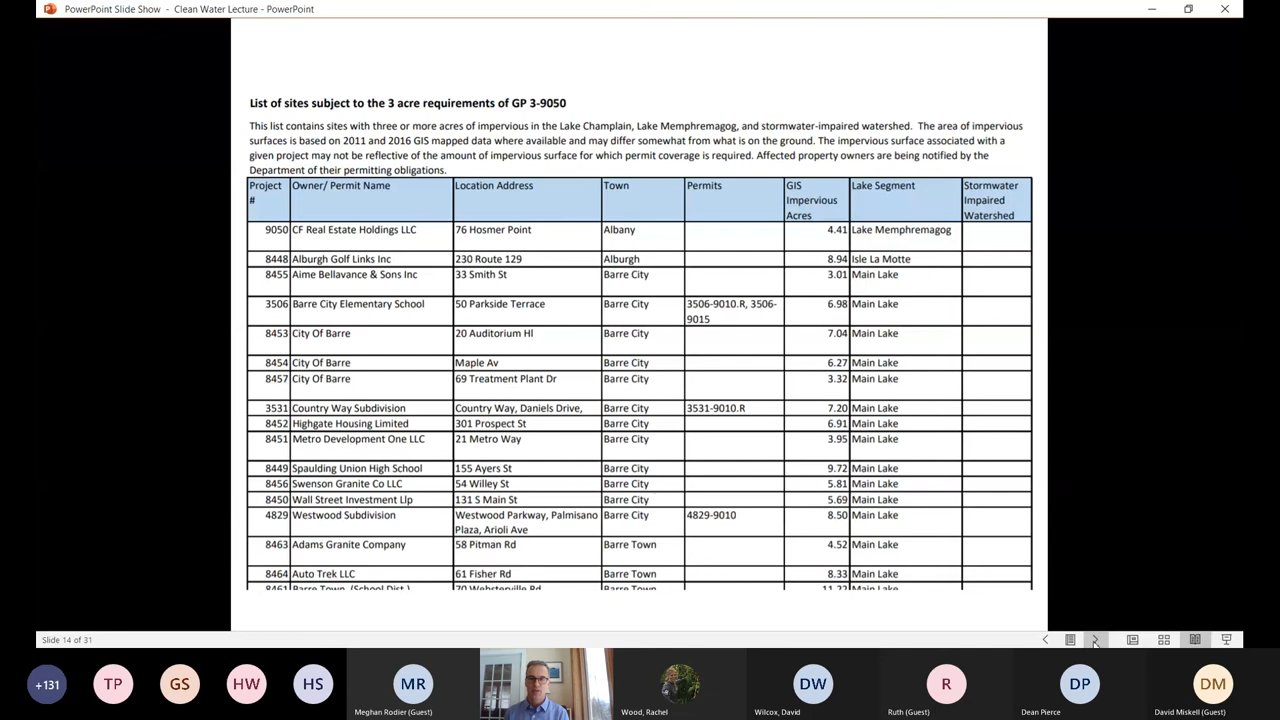 PowerPoint Slide Show - Clean Water Lecture - PowerPoint
List of sites subject to the 3 acre requirements of GP 3-9050
This list contains sites with three or more acres of impervious in the Lake Champlain, Lake Memphremagog, and stormwater-impaired watershed. The area of impervious
surfaces is based on 2011 and 2016 GIS mapped data where available and may differ somewhat from what is on the ground. The impervious surface associated with a
given project may not be reflective of the amount of impervious surface for which permit coverage is required. Affected property owners are being notified by the
Department of their permitting obligations.
Project # Owner/ Permit Name Location Address Town Permits GIS Impervious Acres Lake Segment Stormwater Impaired Watershed
9050 CF Real Estate Holdings LLC 76 Hosmer Point Albany 4.41 Lake Memphremagog
8448 Alburgh Golf Links Inc 230 Route 129 Alburgh 8.94 Isle La Motte
8455 Aime Bellavance & Sons Inc 33 Smith St Barre City 3.01 Main Lake
3506 Barre City Elementary School 50 Parkside Terrace Barre City 3506-9010.R, 3506-9015 6.98 Main Lake
8453 City Of Barre 20 Auditorium Hl Barre City 7.04 Main Lake
8454 City Of Barre Maple Av Barre City 6.27 Main Lake
8457 City Of Barre 69 Treatment Plant Dr Barre City 3.32 Main Lake
3531 Country Way Subdivision Country Way, Daniels Drive, Barre City 3531-9010.R 7.20 Main Lake
8452 Highgate Housing Limited 301 Prospect St Barre City 6.91 Main Lake
8451 Metro Development One LLC 21 Metro Way Barre City 3.95 Main Lake
8449 Spaulding Union High School 155 Ayers St Barre City 9.72 Main Lake
8456 Swenson Granite Co LLC 54 Willey St Barre City 5.81 Main Lake
8450 Wall Street Investment Llp 131 S Main St Barre City 5.69 Main Lake
4829 Westwood Subdivision Westwood Parkway, Palmisano Plaza, Arioli Ave Barre City 4829-9010 8.50 Main Lake
8463 Adams Granite Company 58 Pitman Rd Barre Town 4.52 Main Lake
8464 Auto Trek LLC 61 Fisher Rd Barre Town 8.33 Main Lake
8461 Barre Town (School Dist.) 70 Websterville Rd Barre Town 11.22 Main Lake
Slide 14 of 31
+131 TP GS HW HS MR DW R DP DM
Meghan Rodier (Guest) Wood, Rachel Wilcox, David Ruth (Guest) Dean Pierce David Miskell (Guest)